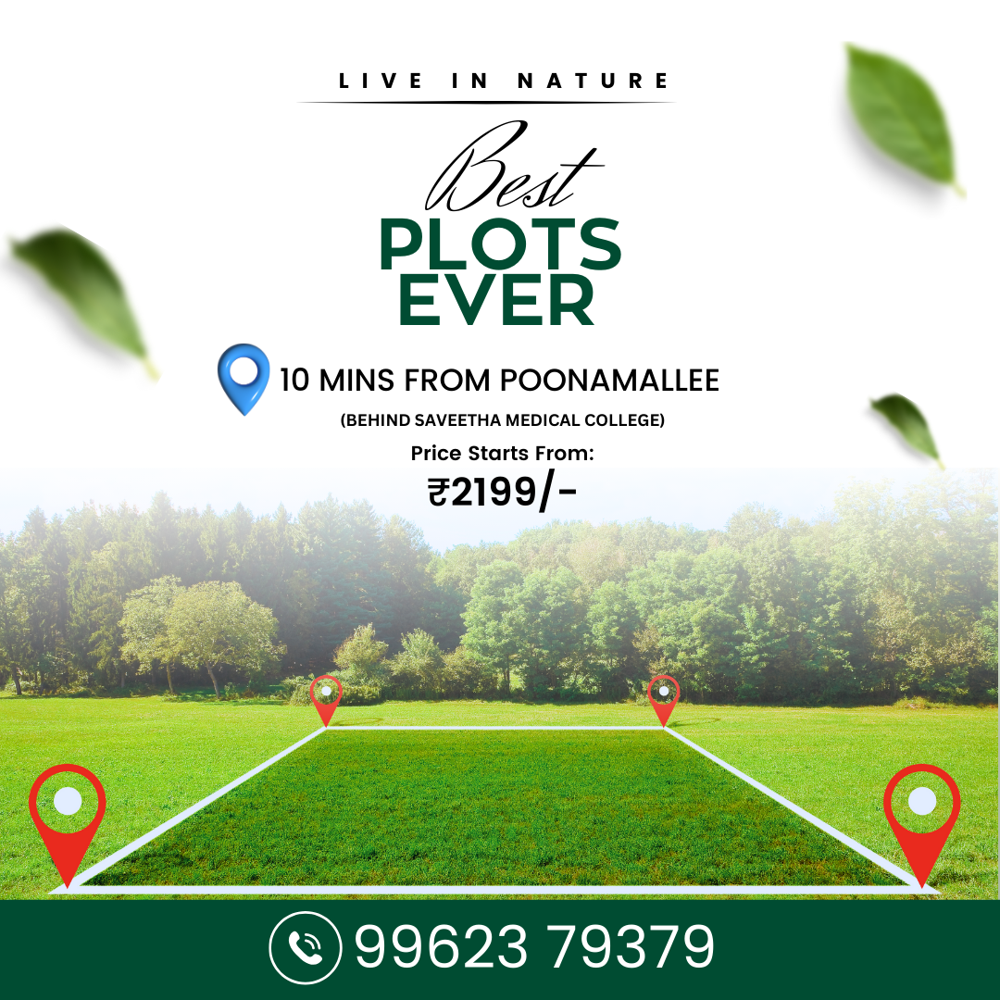 LIVE IN NATURE
Best
PLOTS
EVER
10 MINS FROM POONAMALLEE
(BEHIND SAVEETHA MEDICAL COLLEGE)
Price Starts From:
₹2199/-
99623 79379